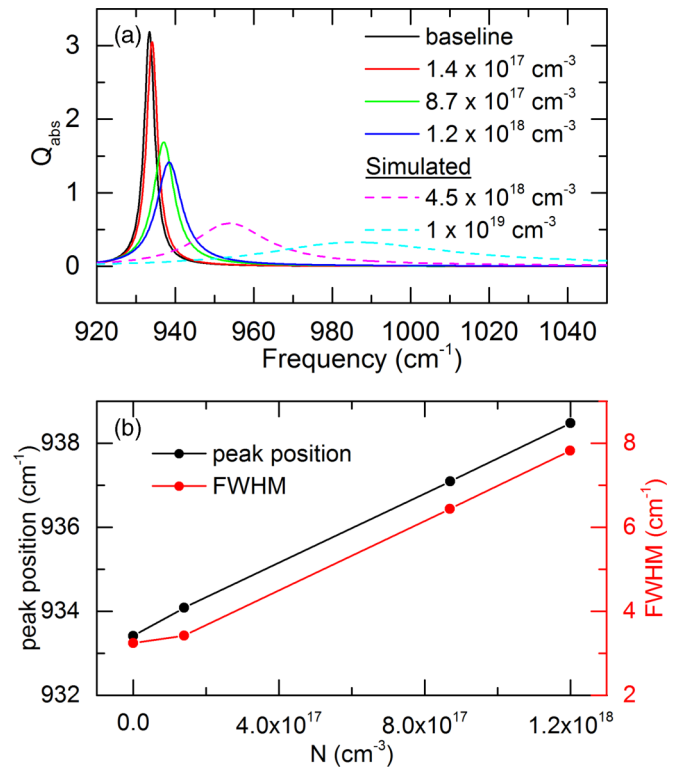 (a)
3
2
1
0
Q_abs
baseline
1.4 x 10^17 cm^-3
8.7 x 10^17 cm^-3
1.2 x 10^18 cm^-3
Simulated
4.5 x 10^18 cm^-3
1 x 10^19 cm^-3
920 940 960 980 1000 1020 1040
Frequency (cm^-1)
(b)
938
936
934
932
peak position (cm^-1)
peak position
FWHM
8
6
4
2
FWHM (cm^-1)
0.0 4.0x10^17 8.0x10^17 1.2x10^18
N (cm^-3)